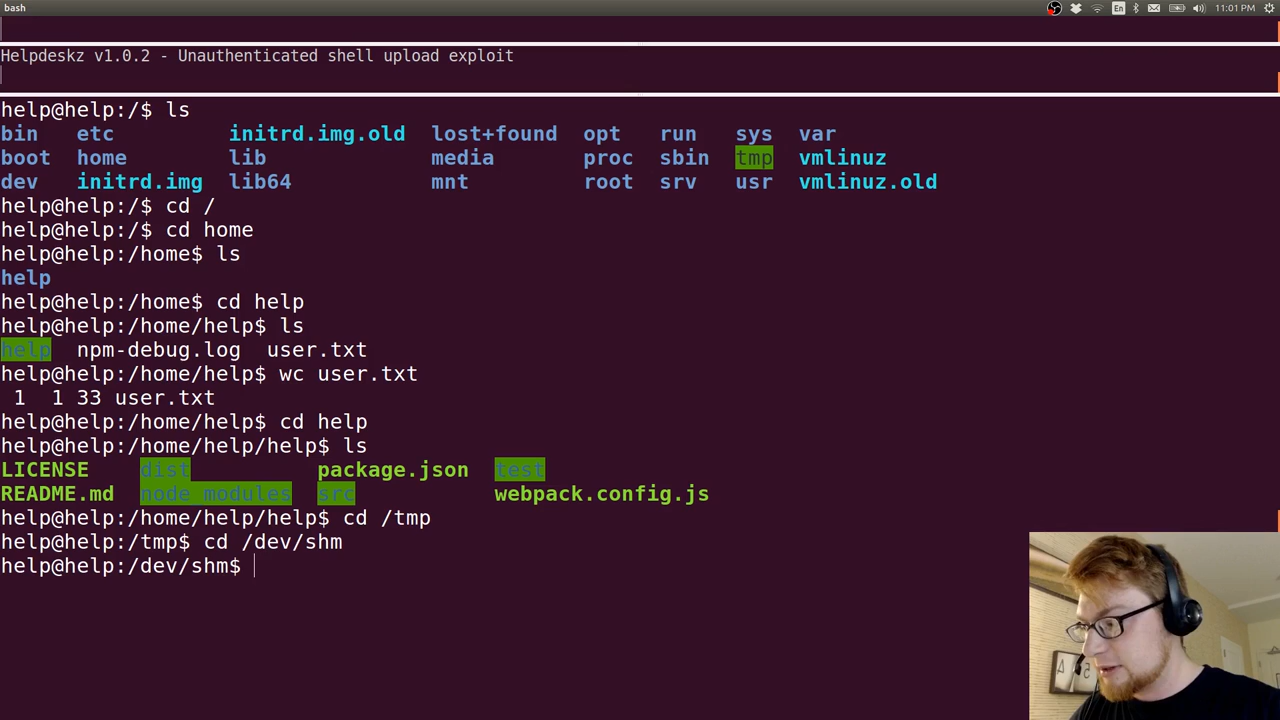 bash
En
11:01 PM
Helpdeskz v1.0.2 - Unauthenticated shell upload exploit
help@help:/$ ls
bin etc initrd.img.old lost+found opt run sys var
boot home lib media proc sbin tmp vmlinuz
dev initrd.img lib64 mnt root srv usr vmlinuz.old
help@help:/$ cd /
help@help:/$ cd home
help@help:/home$ ls
help
help@help:/home$ cd help
help@help:/home/help$ ls
help npm-debug.log user.txt
help@help:/home/help$ wc user.txt
1 1 33 user.txt
help@help:/home/help$ cd help
help@help:/home/help/help$ ls
LICENSE dist package.json test
README.md node_modules src webpack.config.js
help@help:/home/help/help$ cd /tmp
help@help:/tmp$ cd /dev/shm
help@help:/dev/shm$